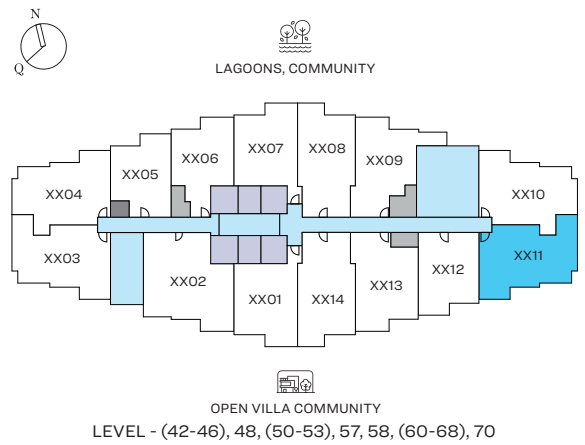 N
Q
LAGOONS, COMMUNITY
XX07
XX08
XX06
XX09
XX05
XX04
XX10
XX03
XX11
XX02
XX12
XX13
XX01
XX14
OPEN VILLA COMMUNITY
LEVEL - (42-46), 48, (50-53), 57, 58, (60-68), 70